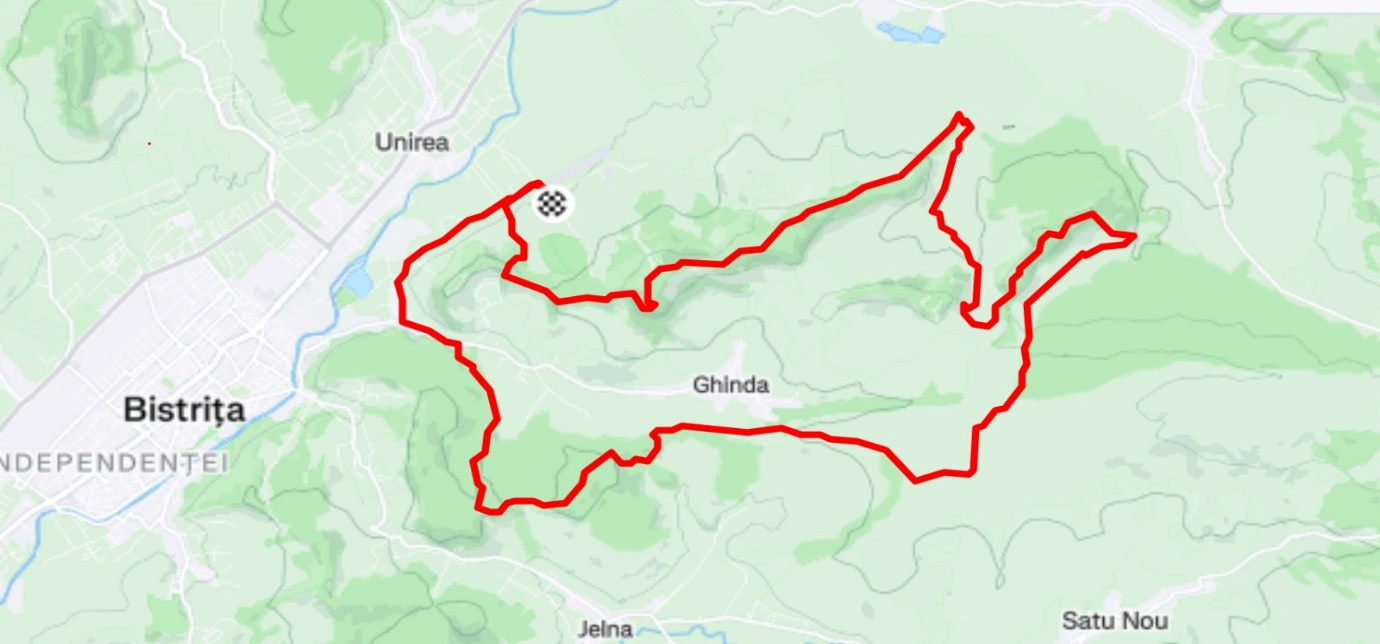 Unirea
Ghinda
Bistrița
NDEPENDENȚEI
Jelna
Satu Nou